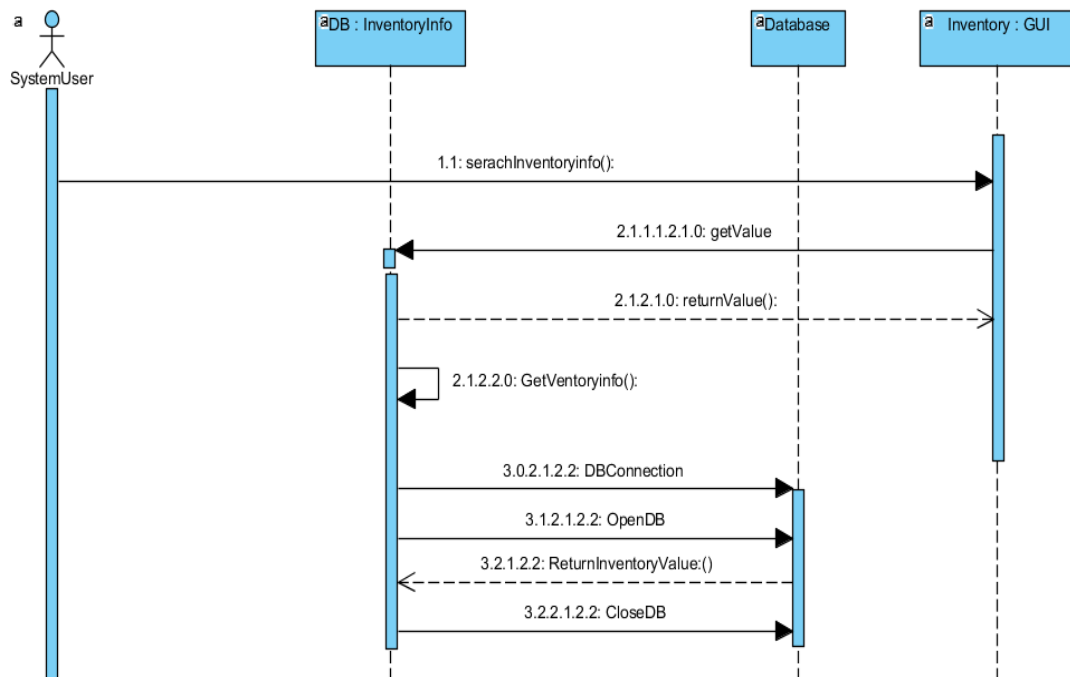 a
SystemUser
a DB : InventoryInfo
a Database
a Inventory : GUI
1.1: serachInventoryinfo():
2.1.1.1.2.1.0: getValue
2.1.2.1.0: returnValue():
2.1.2.2.0: GetVentoryinfo():
3.0.2.1.2.2: DBConnection
3.1.2.1.2.2: OpenDB
3.2.1.2.2: ReturnInventoryValue:()
3.2.2.1.2.2: CloseDB